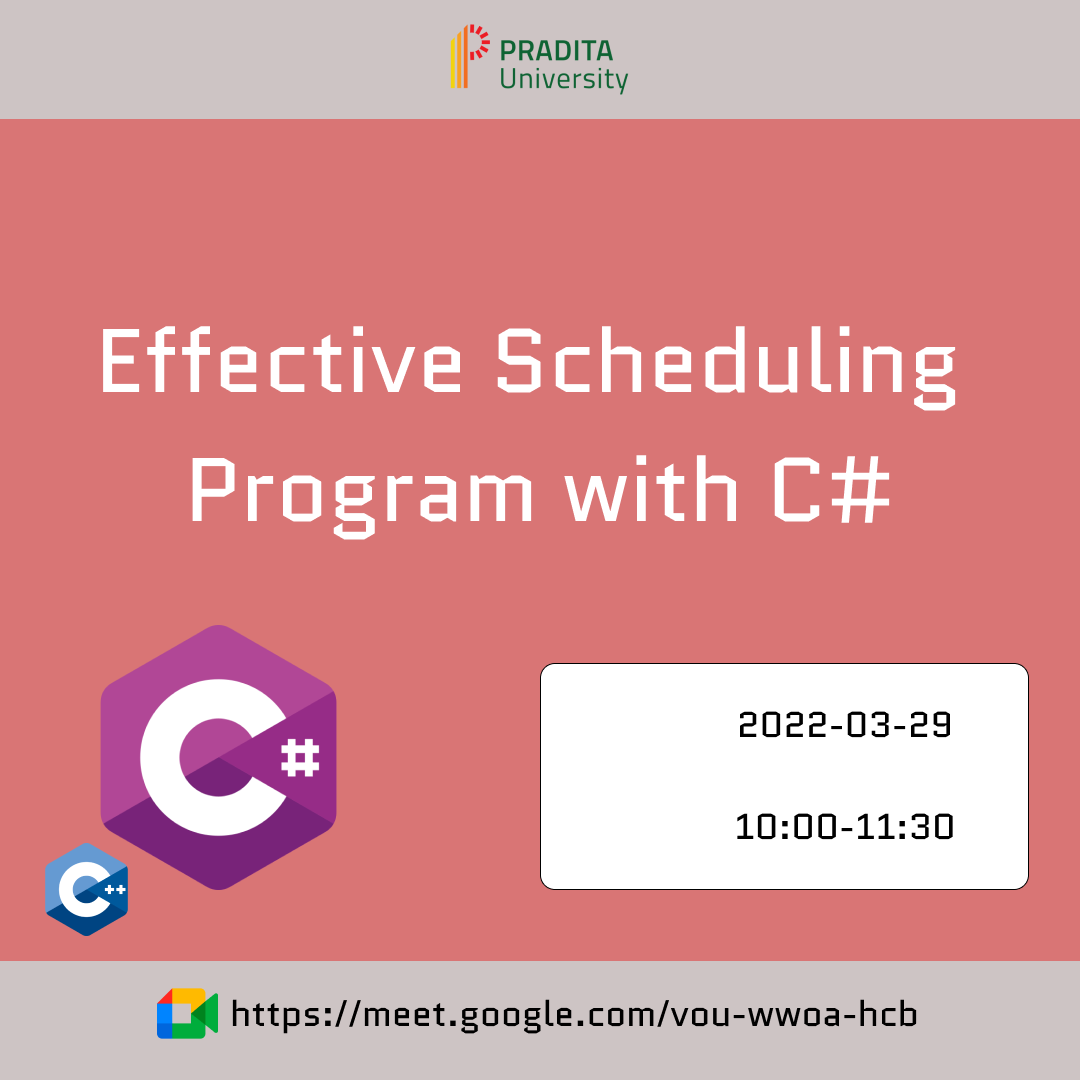 PRADITA
University
Effective Scheduling
Program with C#
C#
2022-03-29
10:00-11:30
C++
https://meet.google.com/vou-wwoa-hcb